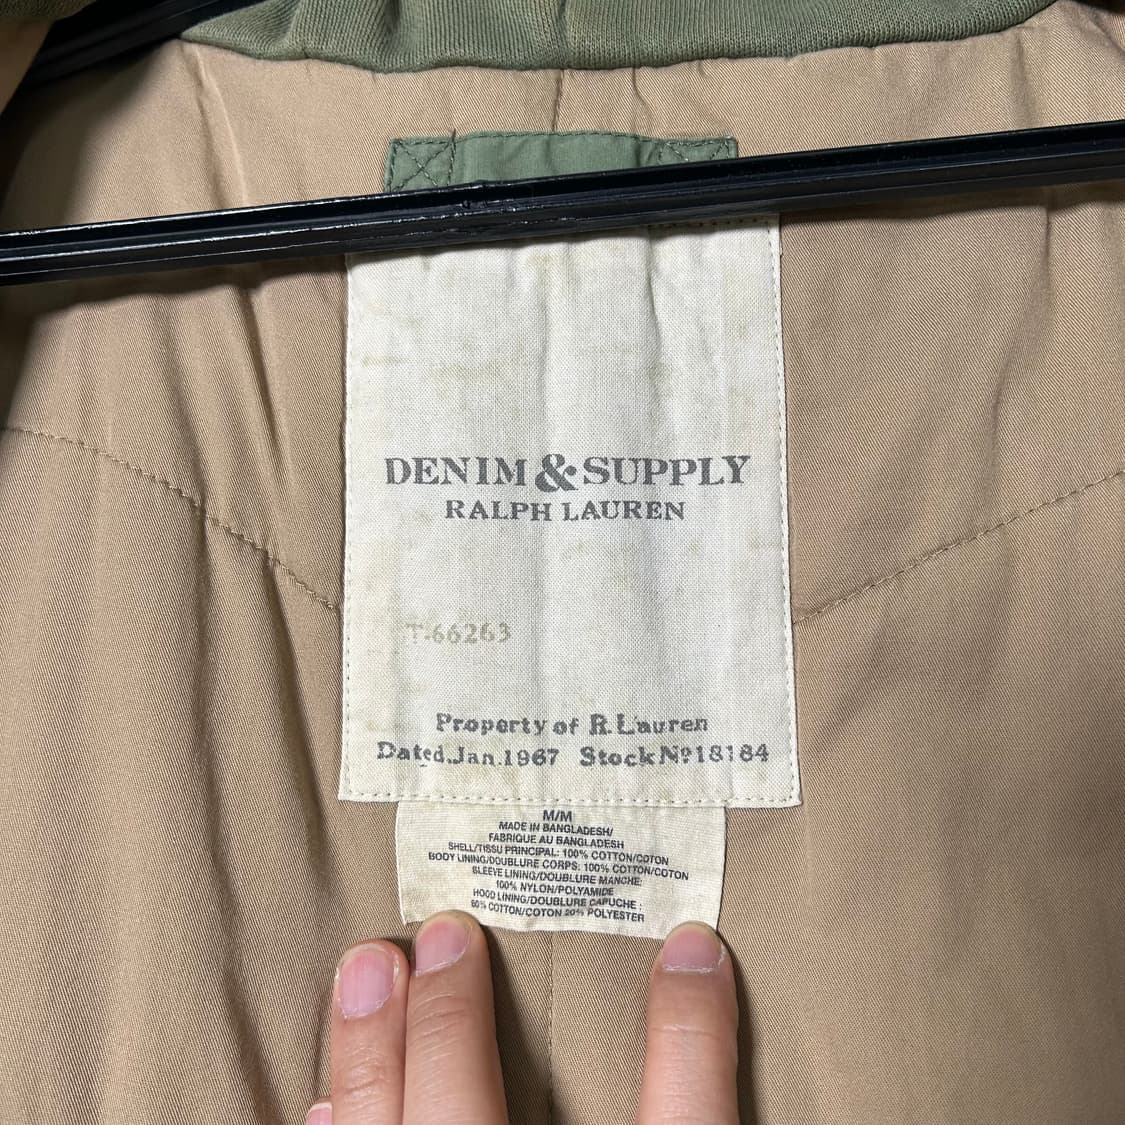 DENIM & SUPPLY
RALPH LAUREN
T-66263
Property of R. Lauren
Dated. Jan. 1967 Stock Nº 18184
M/M
MADE IN BANGLADESH/
FABRIQUE AU BANGLADESH
SHELL/TISSU PRINCIPAL: 100% COTTON/COTON
BODY LINING/DOUBLURE CORPS: 100% COTTON/COTON
SLEEVE LINING/DOUBLURE MANCHE:
100% NYLON/POLYAMIDE
HOOD LINING/DOUBLURE CAPUCHE :
80% COTTON/COTON 20% POLYESTER